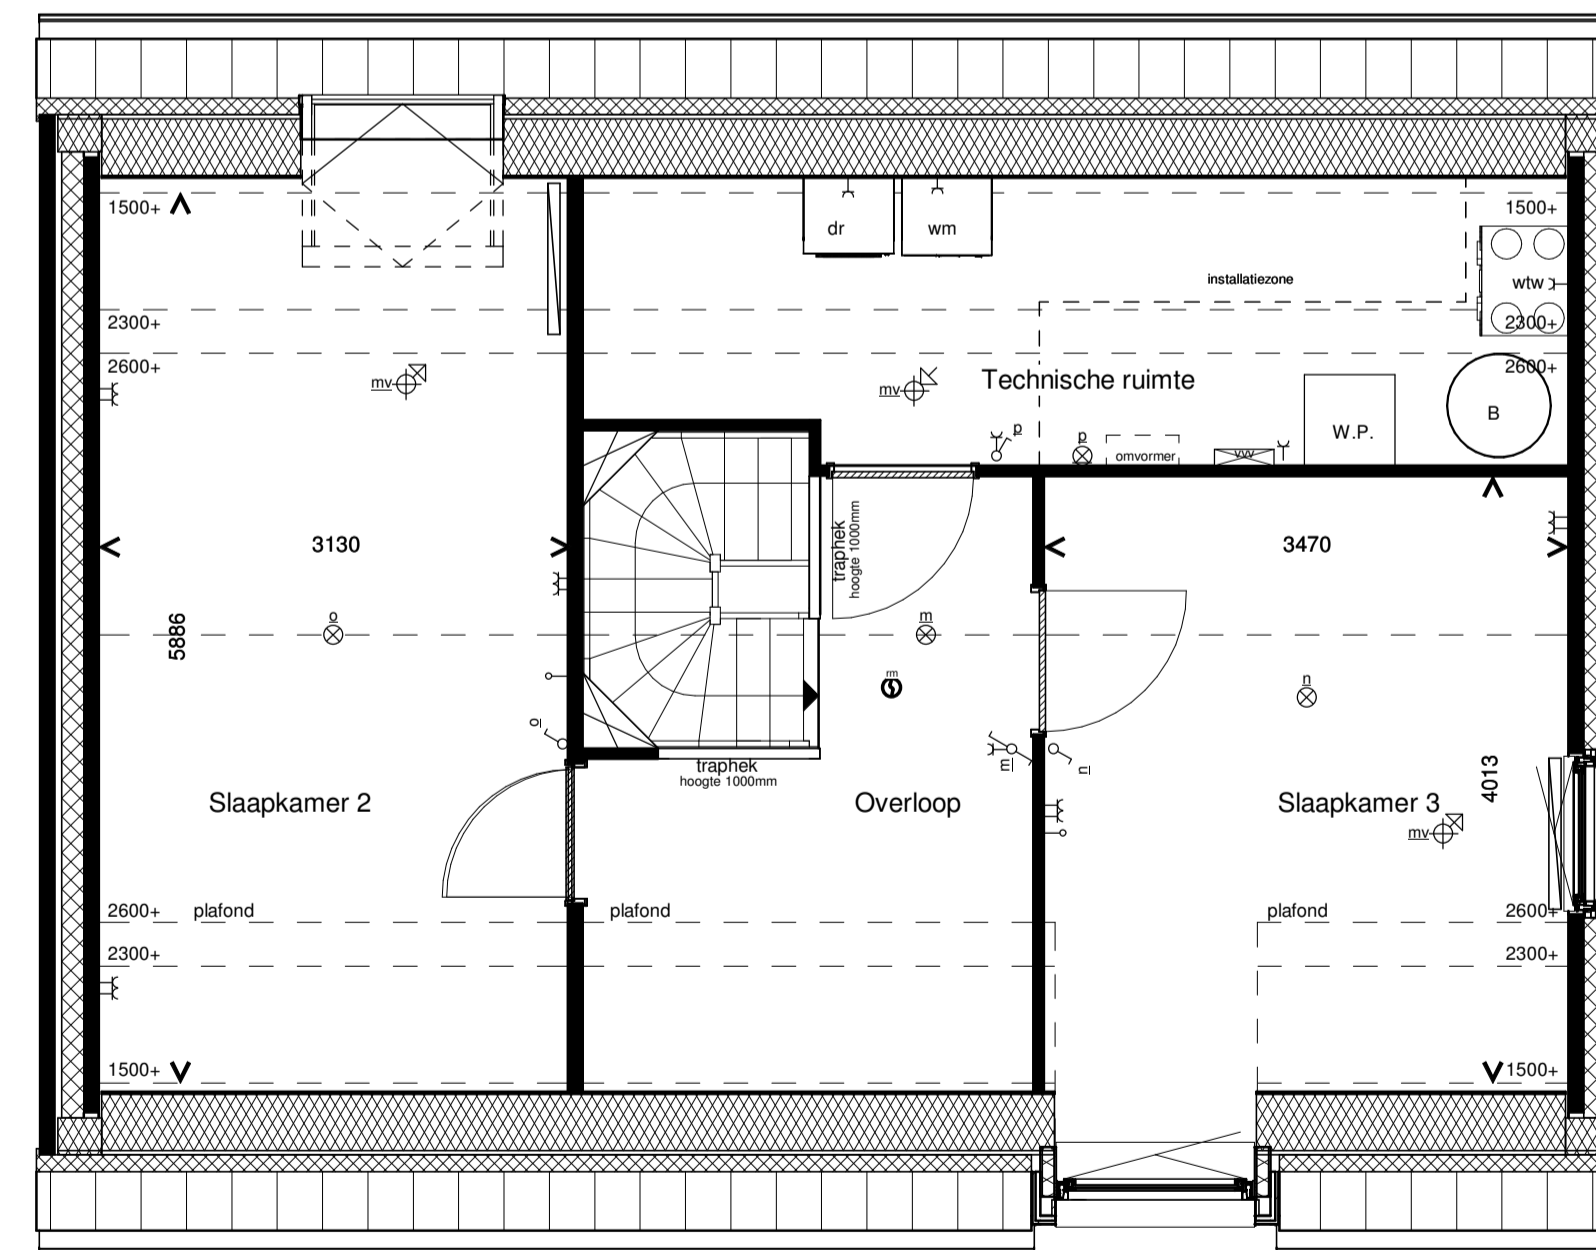 1500+
dr
wm
1500+
installatiezone
wtw
2300+
2300+
2600+
2600+
mv
mv
Technische ruimte
B
W.P.
p
p
omvormer
vvv
3130
traphek
hoogte 1000mm
3470
5886
o
m
n
rm
o
m
n
traphek
hoogte 1000mm
4013
Slaapkamer 2
Overloop
Slaapkamer 3
mv
2600+
plafond
plafond
plafond
2600+
2300+
2300+
1500+
1500+